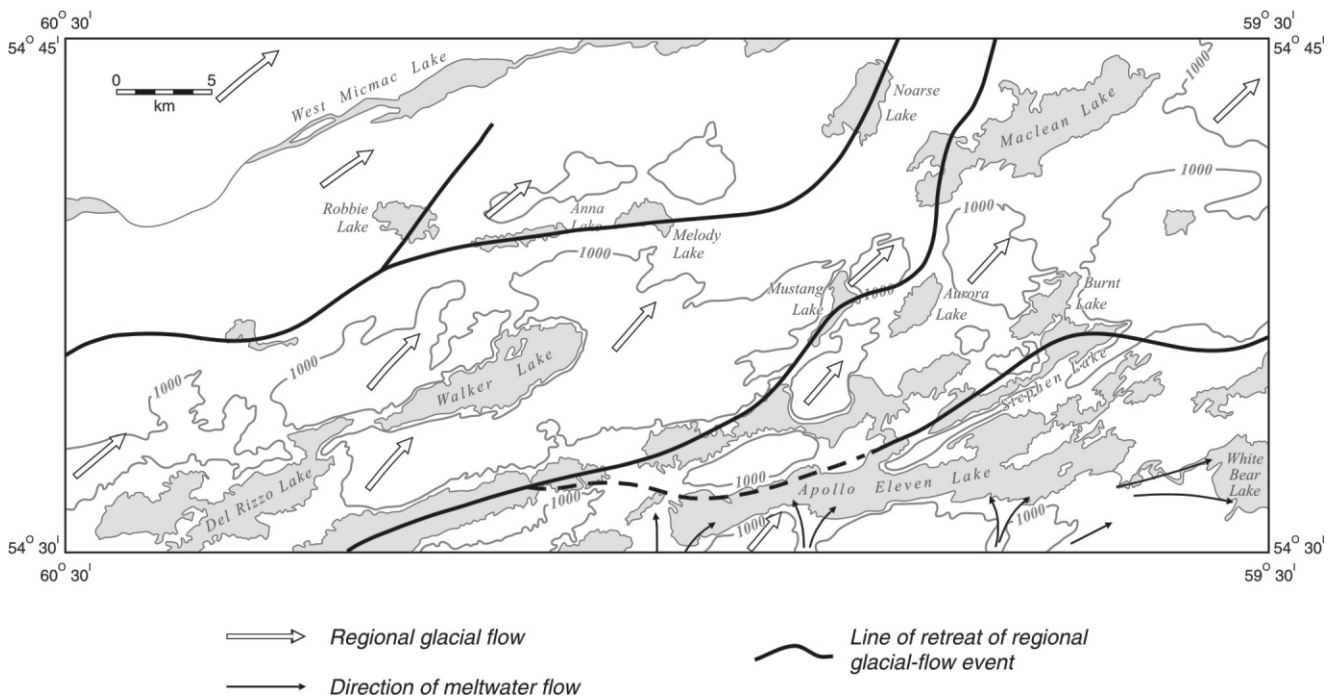 60° 30'
59° 30'
54° 45'
54° 45'
0 5
km
West Micmac Lake
Noarse
Lake
Maclean Lake
1000
1000
Robbie
Lake
Anna
Lake
Melody
Lake
1000
1000
Mustang
Lake
1000
Aurora
Lake
Burnt
Lake
1000
1000
Walker Lake
1000
Stephen Lake
1000
1000
Del Rizzo Lake
Apollo Eleven Lake
White
Bear
Lake
1000
1000
1000
54° 30'
54° 30'
60° 30'
59° 30'
Regional glacial flow
Line of retreat of regional
glacial-flow event
Direction of meltwater flow